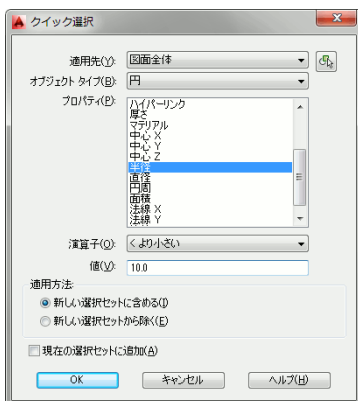 クイック選択
適用先(Y): 図面全体
オブジェクト タイプ(B): 円
プロパティ(P): ハイパーリンク
厚さ
マテリアル
中心 X
中心 Y
中心 Z
半径
直径
円周
面積
法線 X
法線 Y
演算子(O): < より小さい
値(V): 10.0
適用方法:
新しい選択セットに含める(I)
新しい選択セットから除く(E)
現在の選択セットに追加(A)
OK キャンセル ヘルプ(H)